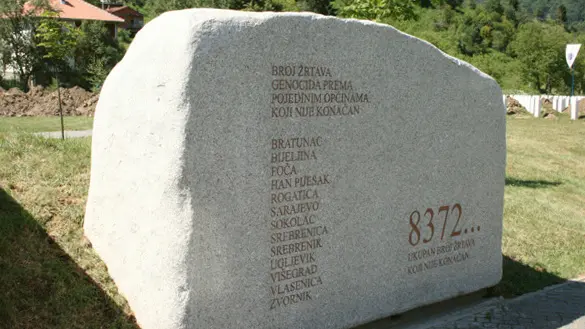 BROJ ŽRTAVA
GENOCIDA PREMA
POJEDINIM OPĆINAMA
KOJI NIJE KONAČAN
BRATUNAC
BIJELJINA
FOČA
HAN PIJESAK
ROGATICA
SARAJEVO
SOKOLAC
SREBRENICA
SREBRENIK
UGLJEVIK
VIŠEGRAD
VLASENICA
ZVORNIK
8372...
UKUPAN BROJ ŽRTAVA
KOJI NIJE KONAČAN